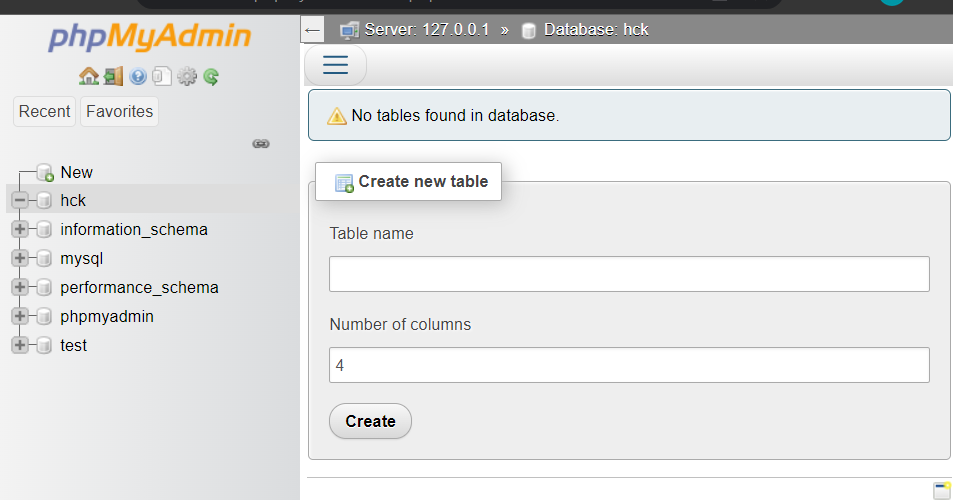 phpMyAdmin
Recent Favorites
New
hck
information_schema
mysql
performance_schema
phpmyadmin
test
Server: 127.0.0.1 » Database: hck
No tables found in database.
Create new table
Table name
Number of columns
4
Create